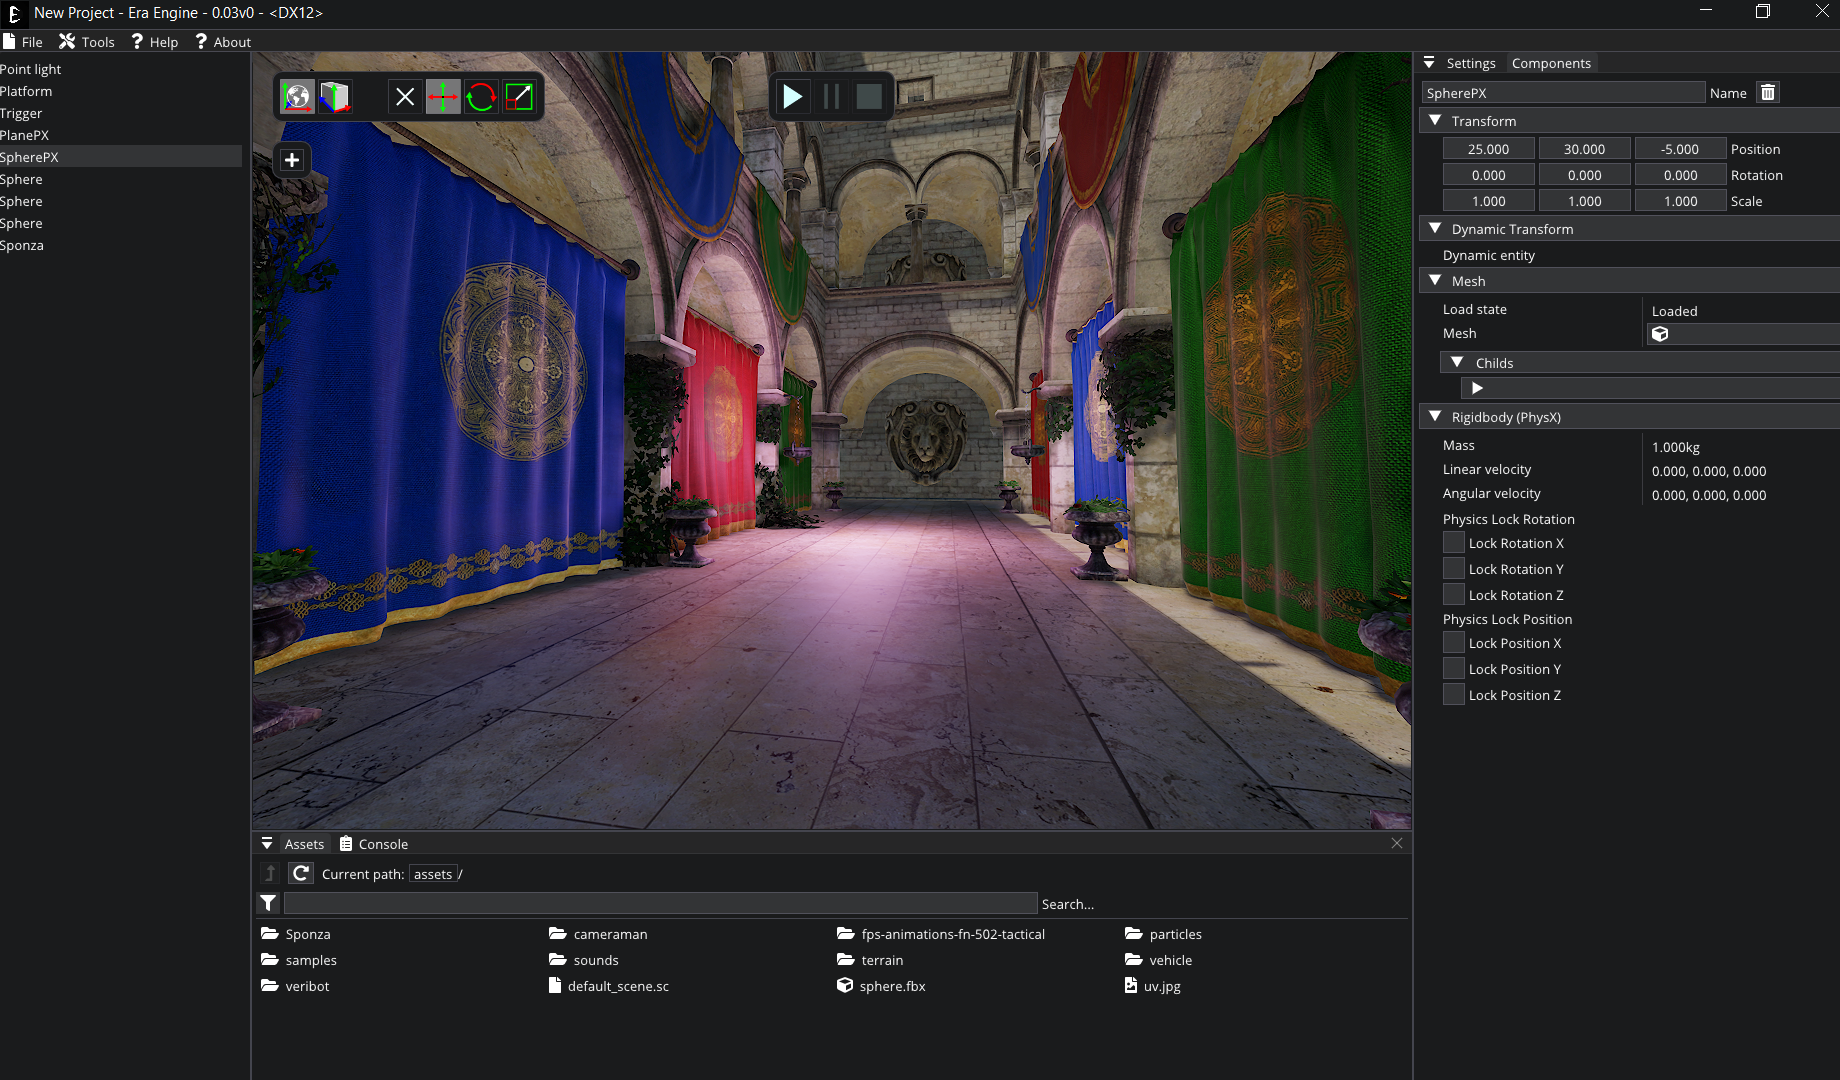 New Project - Era Engine - 0.03v0 - <DX12>
File Tools ? Help ? About
Point light
Platform
Trigger
PlanePX
SpherePX
Sphere
Sphere
Sphere
Sponza
Settings Components
SpherePX Name
Transform
25.000 30.000 -5.000 Position
0.000 0.000 0.000 Rotation
1.000 1.000 1.000 Scale
Dynamic Transform
Dynamic entity
Mesh
Load state Loaded
Mesh
Childs
Rigidbody (PhysX)
Mass 1.000kg
Linear velocity 0.000, 0.000, 0.000
Angular velocity 0.000, 0.000, 0.000
Physics Lock Rotation
Lock Rotation X
Lock Rotation Y
Lock Rotation Z
Physics Lock Position
Lock Position X
Lock Position Y
Lock Position Z
Assets Console
Current path: assets /
Search...
Sponza cameraman fps-animations-fn-502-tactical particles
samples sounds terrain vehicle
veribot default_scene.sc sphere.fbx uv.jpg